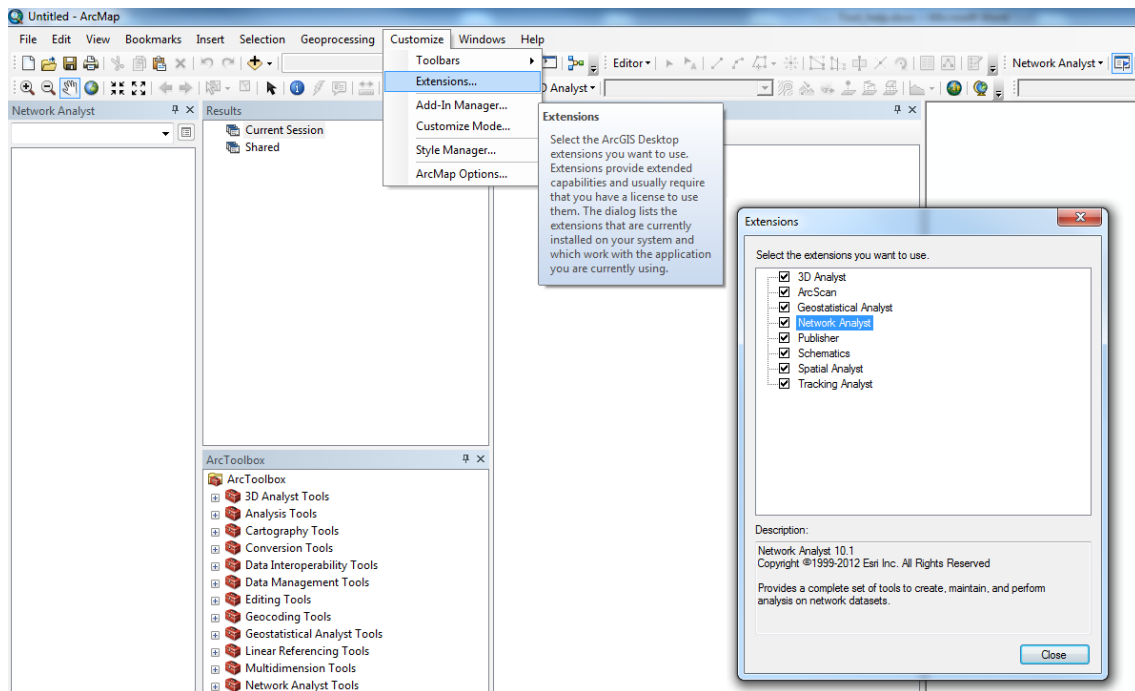 Untitled - ArcMap
File Edit View Bookmarks Insert Selection Geoprocessing Customize Windows Help
Editor
Network Analyst
Toolbars
Extensions...
Add-In Manager...
Customize Mode...
Style Manager...
ArcMap Options...
D Analyst
Network Analyst
Results
Current Session
Shared
Extensions
Select the ArcGIS Desktop
extensions you want to use.
Extensions provide extended
capabilities and usually require
that you have a license to use
them. The dialog lists the
extensions that are currently
installed on your system and
which work with the application
you are currently using.
ArcToolbox
ArcToolbox
3D Analyst Tools
Analysis Tools
Cartography Tools
Conversion Tools
Data Interoperability Tools
Data Management Tools
Editing Tools
Geocoding Tools
Geostatistical Analyst Tools
Linear Referencing Tools
Multidimension Tools
Network Analyst Tools
Extensions
Select the extensions you want to use.
3D Analyst
ArcScan
Geostatistical Analyst
Network Analyst
Publisher
Schematics
Spatial Analyst
Tracking Analyst
Description:
Network Analyst 10.1
Copyright ©1999-2012 Esri Inc. All Rights Reserved
Provides a complete set of tools to create, maintain, and perform
analysis on network datasets.
Close